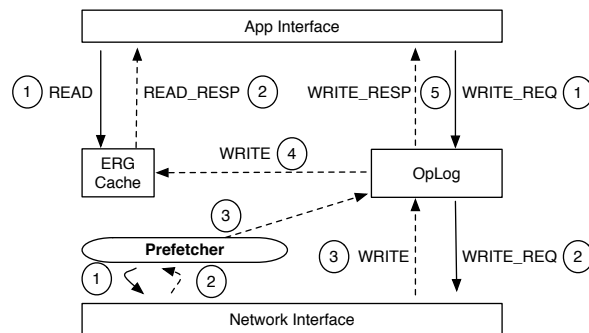 App Interface
1 READ
READ_RESP 2
WRITE_RESP 5
WRITE_REQ 1
ERG
Cache
WRITE 4
OpLog
3
Prefetcher
1
2
3 WRITE
WRITE_REQ 2
Network Interface